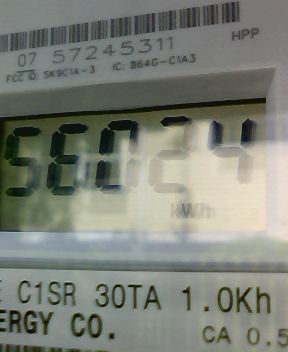 07 57245311 HPP
FCC ID: SK9C1A-3 IC: 864G-C1A3
56024
kWh
E C1SR 30TA 1.0Kh
ERGY CO. CA 0.5